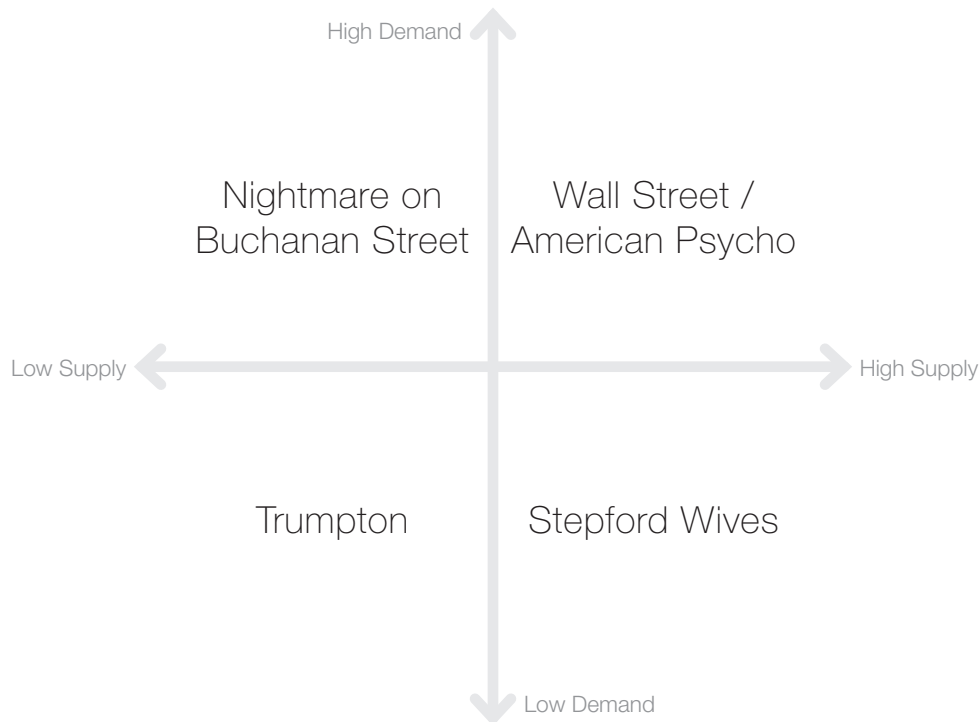 High Demand
Nightmare on
Buchanan Street
Wall Street /
American Psycho
Low Supply
High Supply
Trumpton
Stepford Wives
Low Demand